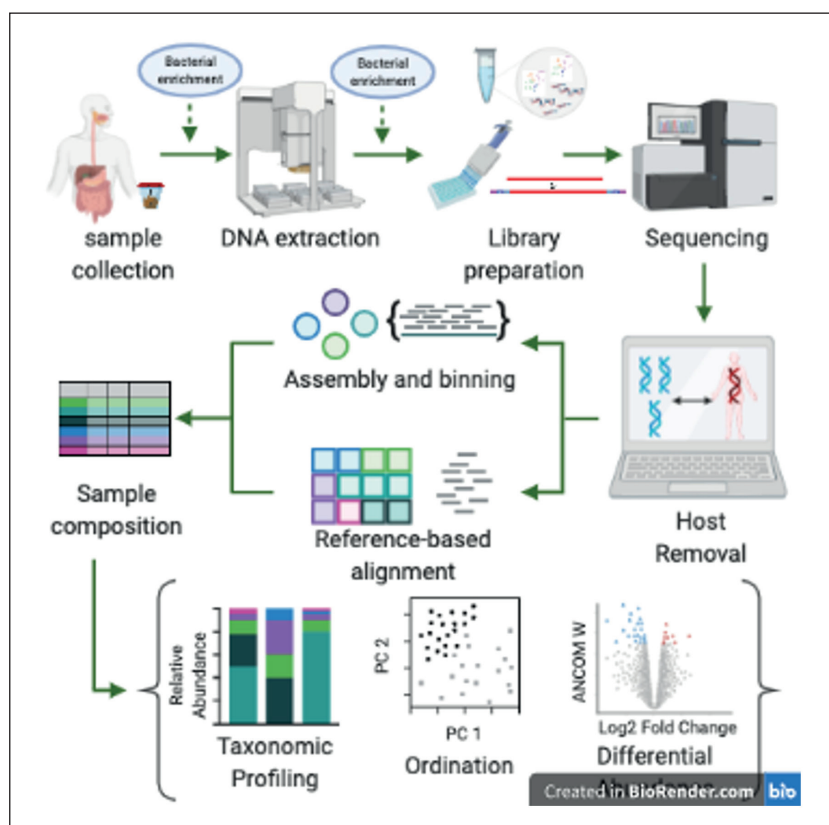 Bacterial
enrichment
Bacterial
enrichment
sample
collection
DNA extraction
Library
preparation
Sequencing
Assembly and binning
Host
Removal
Sample
composition
Reference-based
alignment
Relative
Abundance
Taxonomic
Profiling
PC 2
PC 1
Ordination
ANCOM W
Log2 Fold Change
Differential
Created in BioRender.com bio